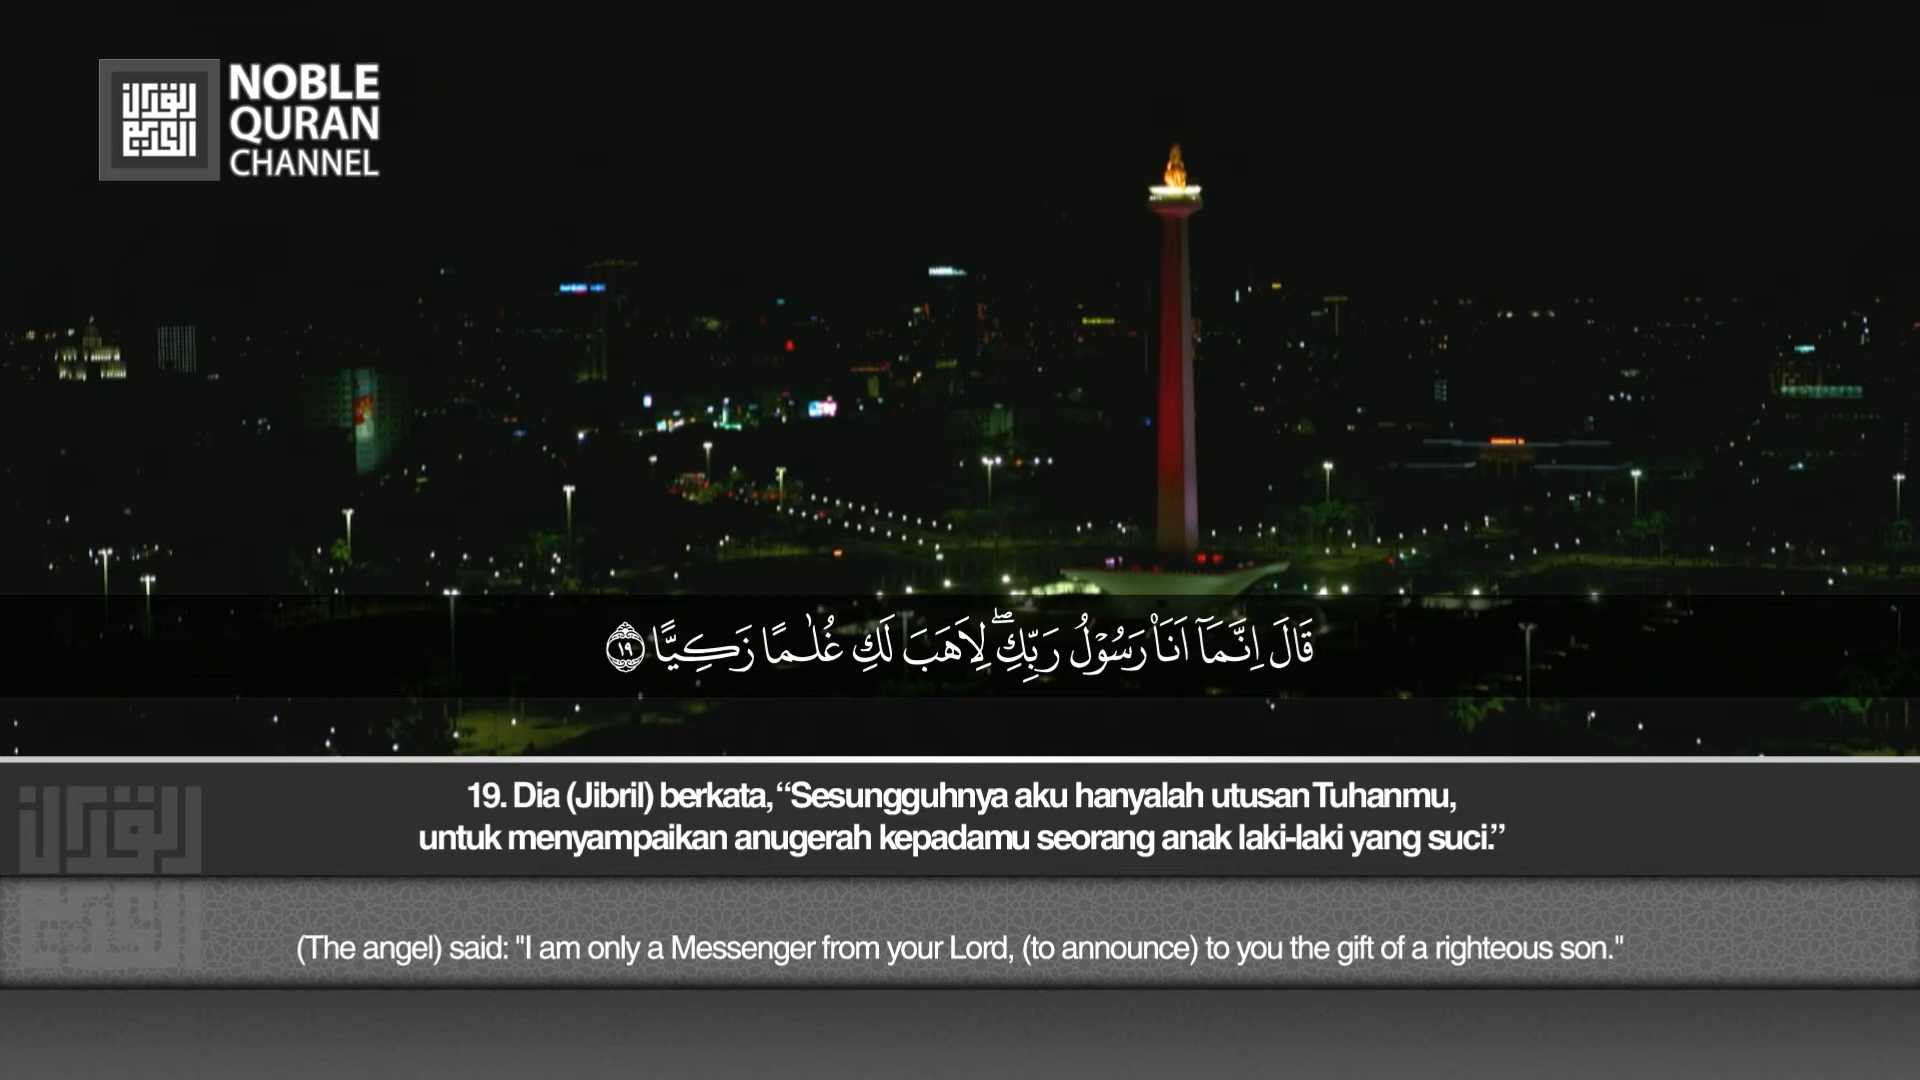 القرآن
الكريم
NOBLE
QURAN
CHANNEL
قَالَ اِنَّمَآ اَنَا۠ رَسُوْلُ رَبِّكِۖ لِاَهَبَ لَكِ غُلٰمًا زَكِيًّا ١٩
19. Dia (Jibril) berkata, “Sesungguhnya aku hanyalah utusan Tuhanmu,
untuk menyampaikan anugerah kepadamu seorang anak laki-laki yang suci.”
(The angel) said: "I am only a Messenger from your Lord, (to announce) to you the gift of a righteous son."